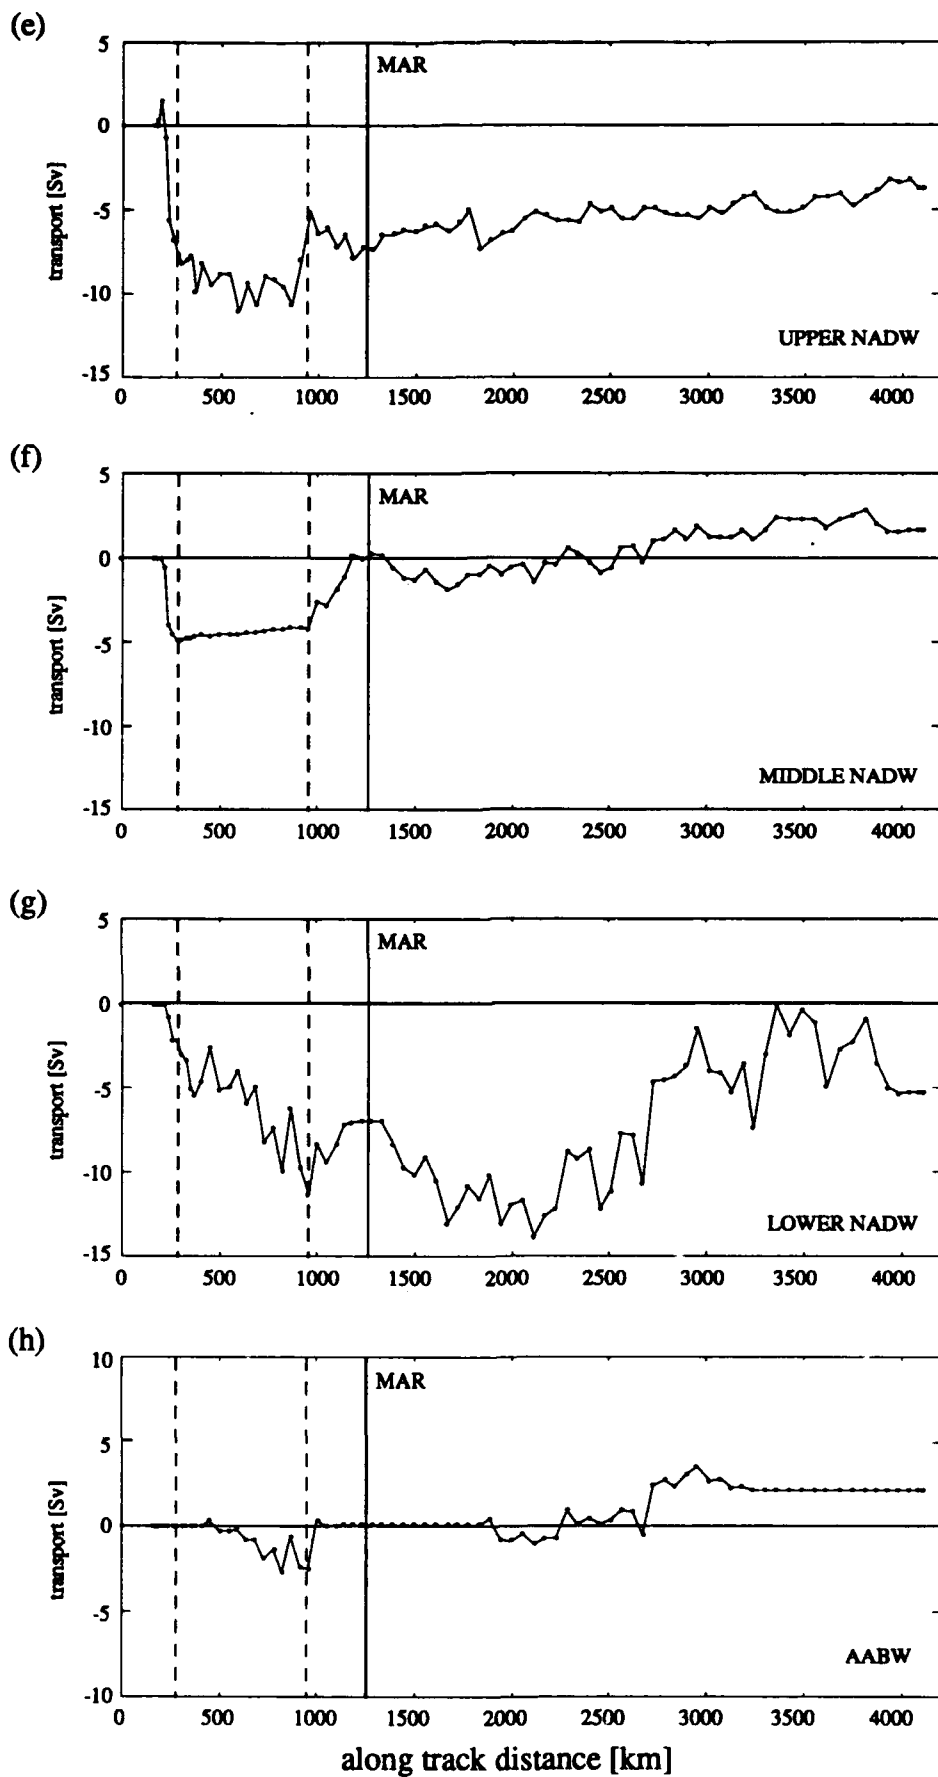 (e)
5
MAR
0
transport [Sv]
-5
-10
UPPER NADW
-15
0 500 1000 1500 2000 2500 3000 3500 4000
(f)
5
MAR
0
transport [Sv]
-5
-10
MIDDLE NADW
-15
0 500 1000 1500 2000 2500 3000 3500 4000
(g)
5
MAR
0
transport [Sv]
-5
-10
LOWER NADW
-15
0 500 1000 1500 2000 2500 3000 3500 4000
(h)
10
MAR
5
transport [Sv]
0
-5
AABW
-10
0 500 1000 1500 2000 2500 3000 3500 4000
along track distance [km]